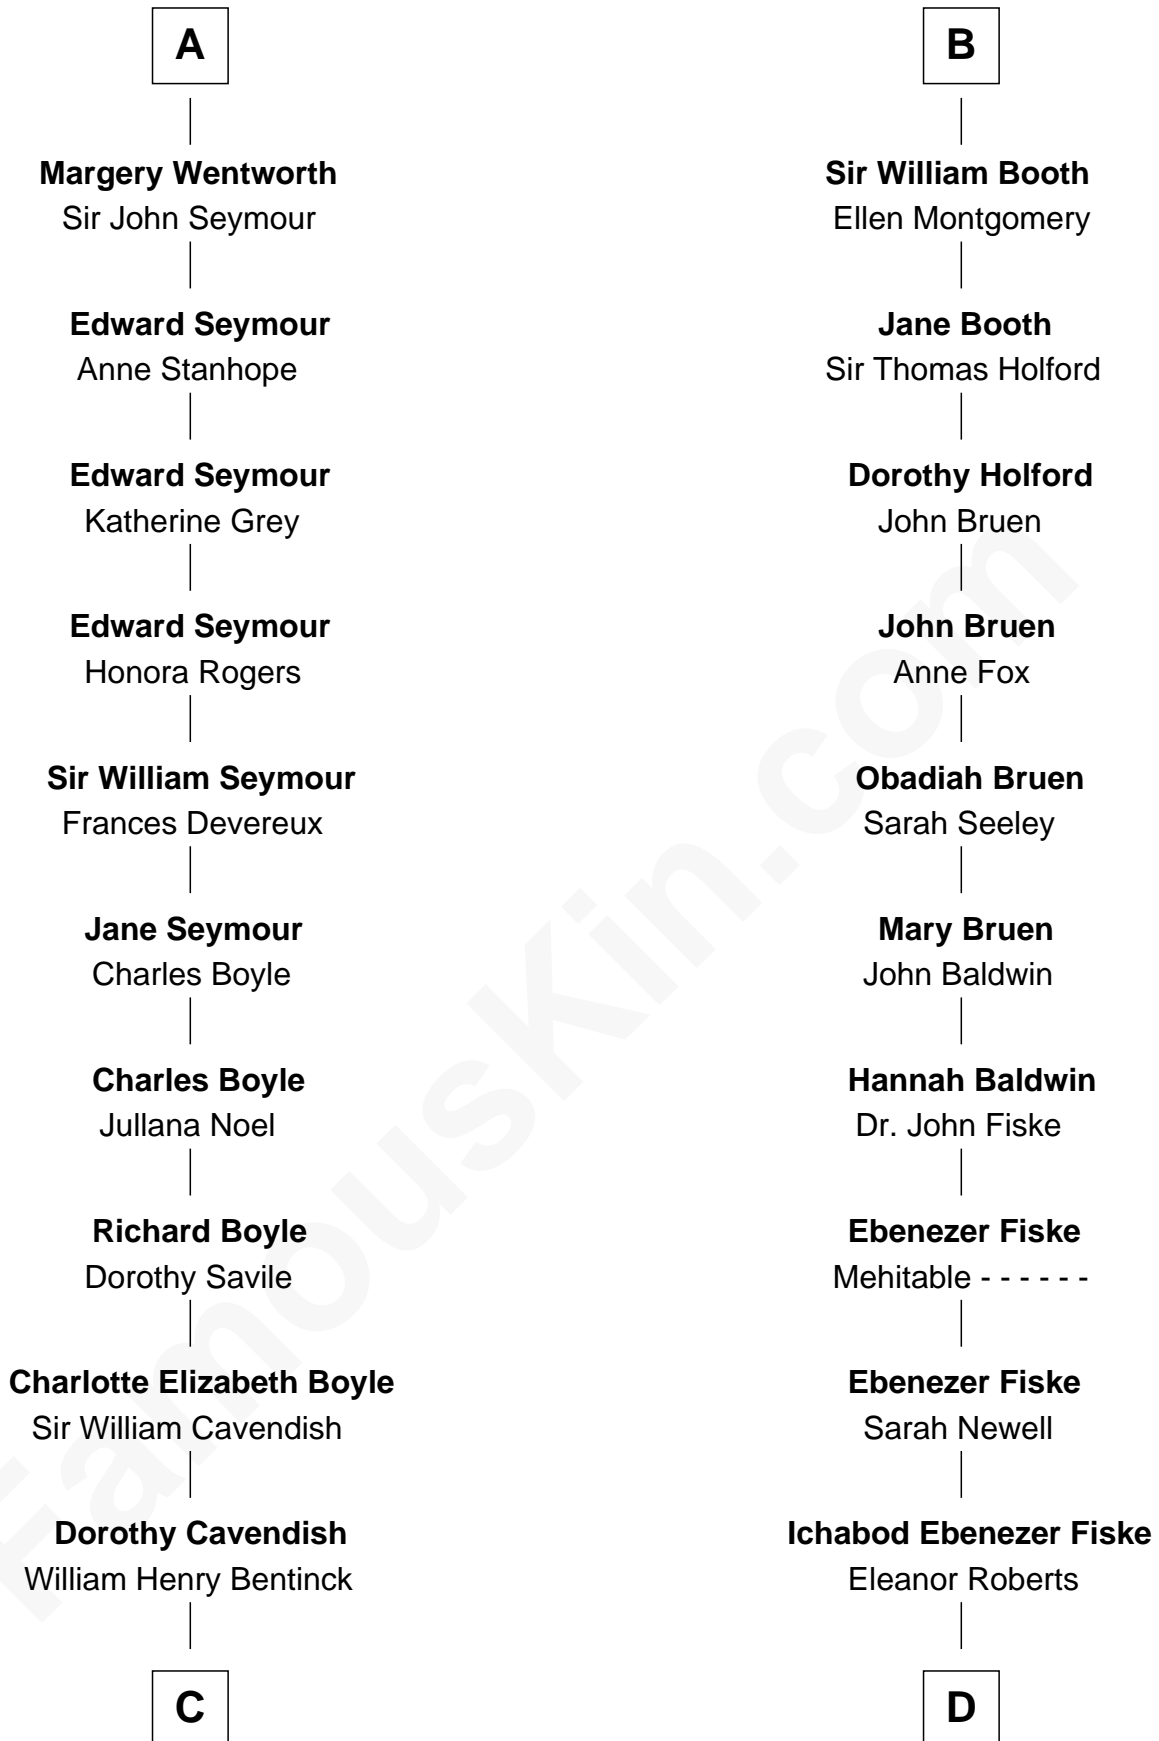 A
Margery Wentworth
Sir John Seymour
Edward Seymour
Anne Stanhope
Edward Seymour
Katherine Grey
Edward Seymour
Honora Rogers
Sir William Seymour
Frances Devereux
Jane Seymour
Charles Boyle
Charles Boyle
Jullana Noel
Richard Boyle
Dorothy Savile
Charlotte Elizabeth Boyle
Sir William Cavendish
Dorothy Cavendish
William Henry Bentinck
C
B
Sir William Booth
Ellen Montgomery
Jane Booth
Sir Thomas Holford
Dorothy Holford
John Bruen
John Bruen
Anne Fox
Obadiah Bruen
Sarah Seeley
Mary Bruen
John Baldwin
Hannah Baldwin
Dr. John Fiske
Ebenezer Fiske
Mehitable - - - - - -
Ebenezer Fiske
Sarah Newell
Ichabod Ebenezer Fiske
Eleanor Roberts
D
FamousKin.com